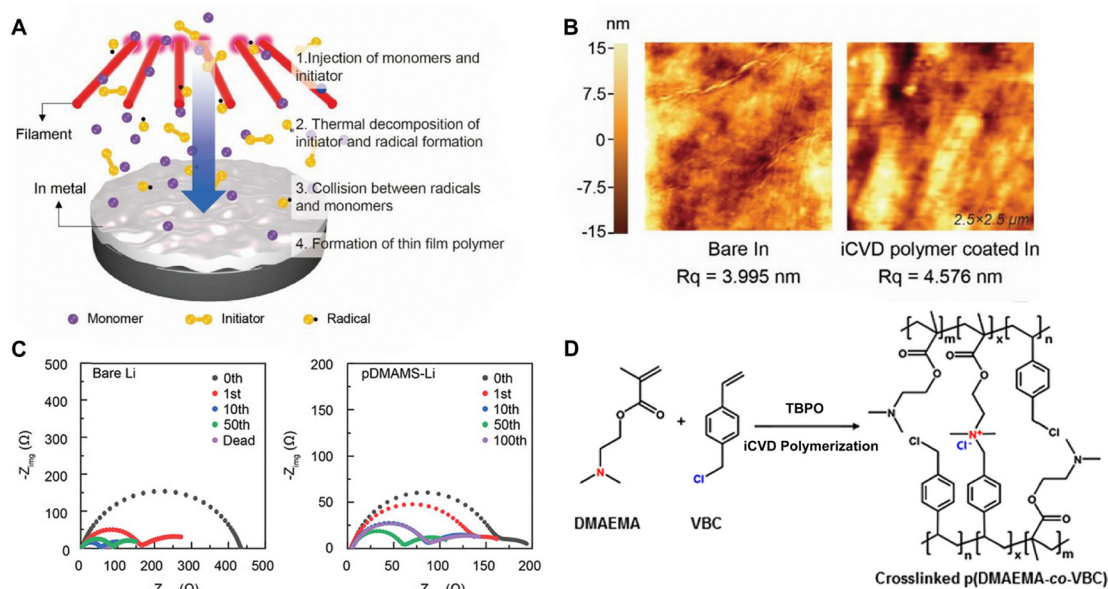 A
1.Injection of monomers and
initiator
Filament
2. Thermal decomposition of
initiator and radical formation
In metal
3. Collision between radicals
and monomers
4. Formation of thin film polymer
Monomer
Initiator
Radical
B
nm
15
7.5
0
-7.5
-15
2.5×2.5 μm
Bare In
Rq = 3.995 nm
iCVD polymer coated In
Rq = 4.576 nm
C
Bare Li
0th
1st
10th
50th
Dead
-Zimg (Ω)
500
400
300
200
100
0
0 100 200 300 400 500
pDMAMS-Li
0th
1st
10th
50th
100th
-Zimg (Ω)
200
150
100
50
0
0 50 100 150 200
D
N
O
O
Cl
+
DMAEMA
VBC
TBPO
iCVD Polymerization
m
x
n
O
O
O
O
N
Cl
N+
Cl-
Cl
N
O
O
n
x
m
Crosslinked p(DMAEMA-co-VBC)